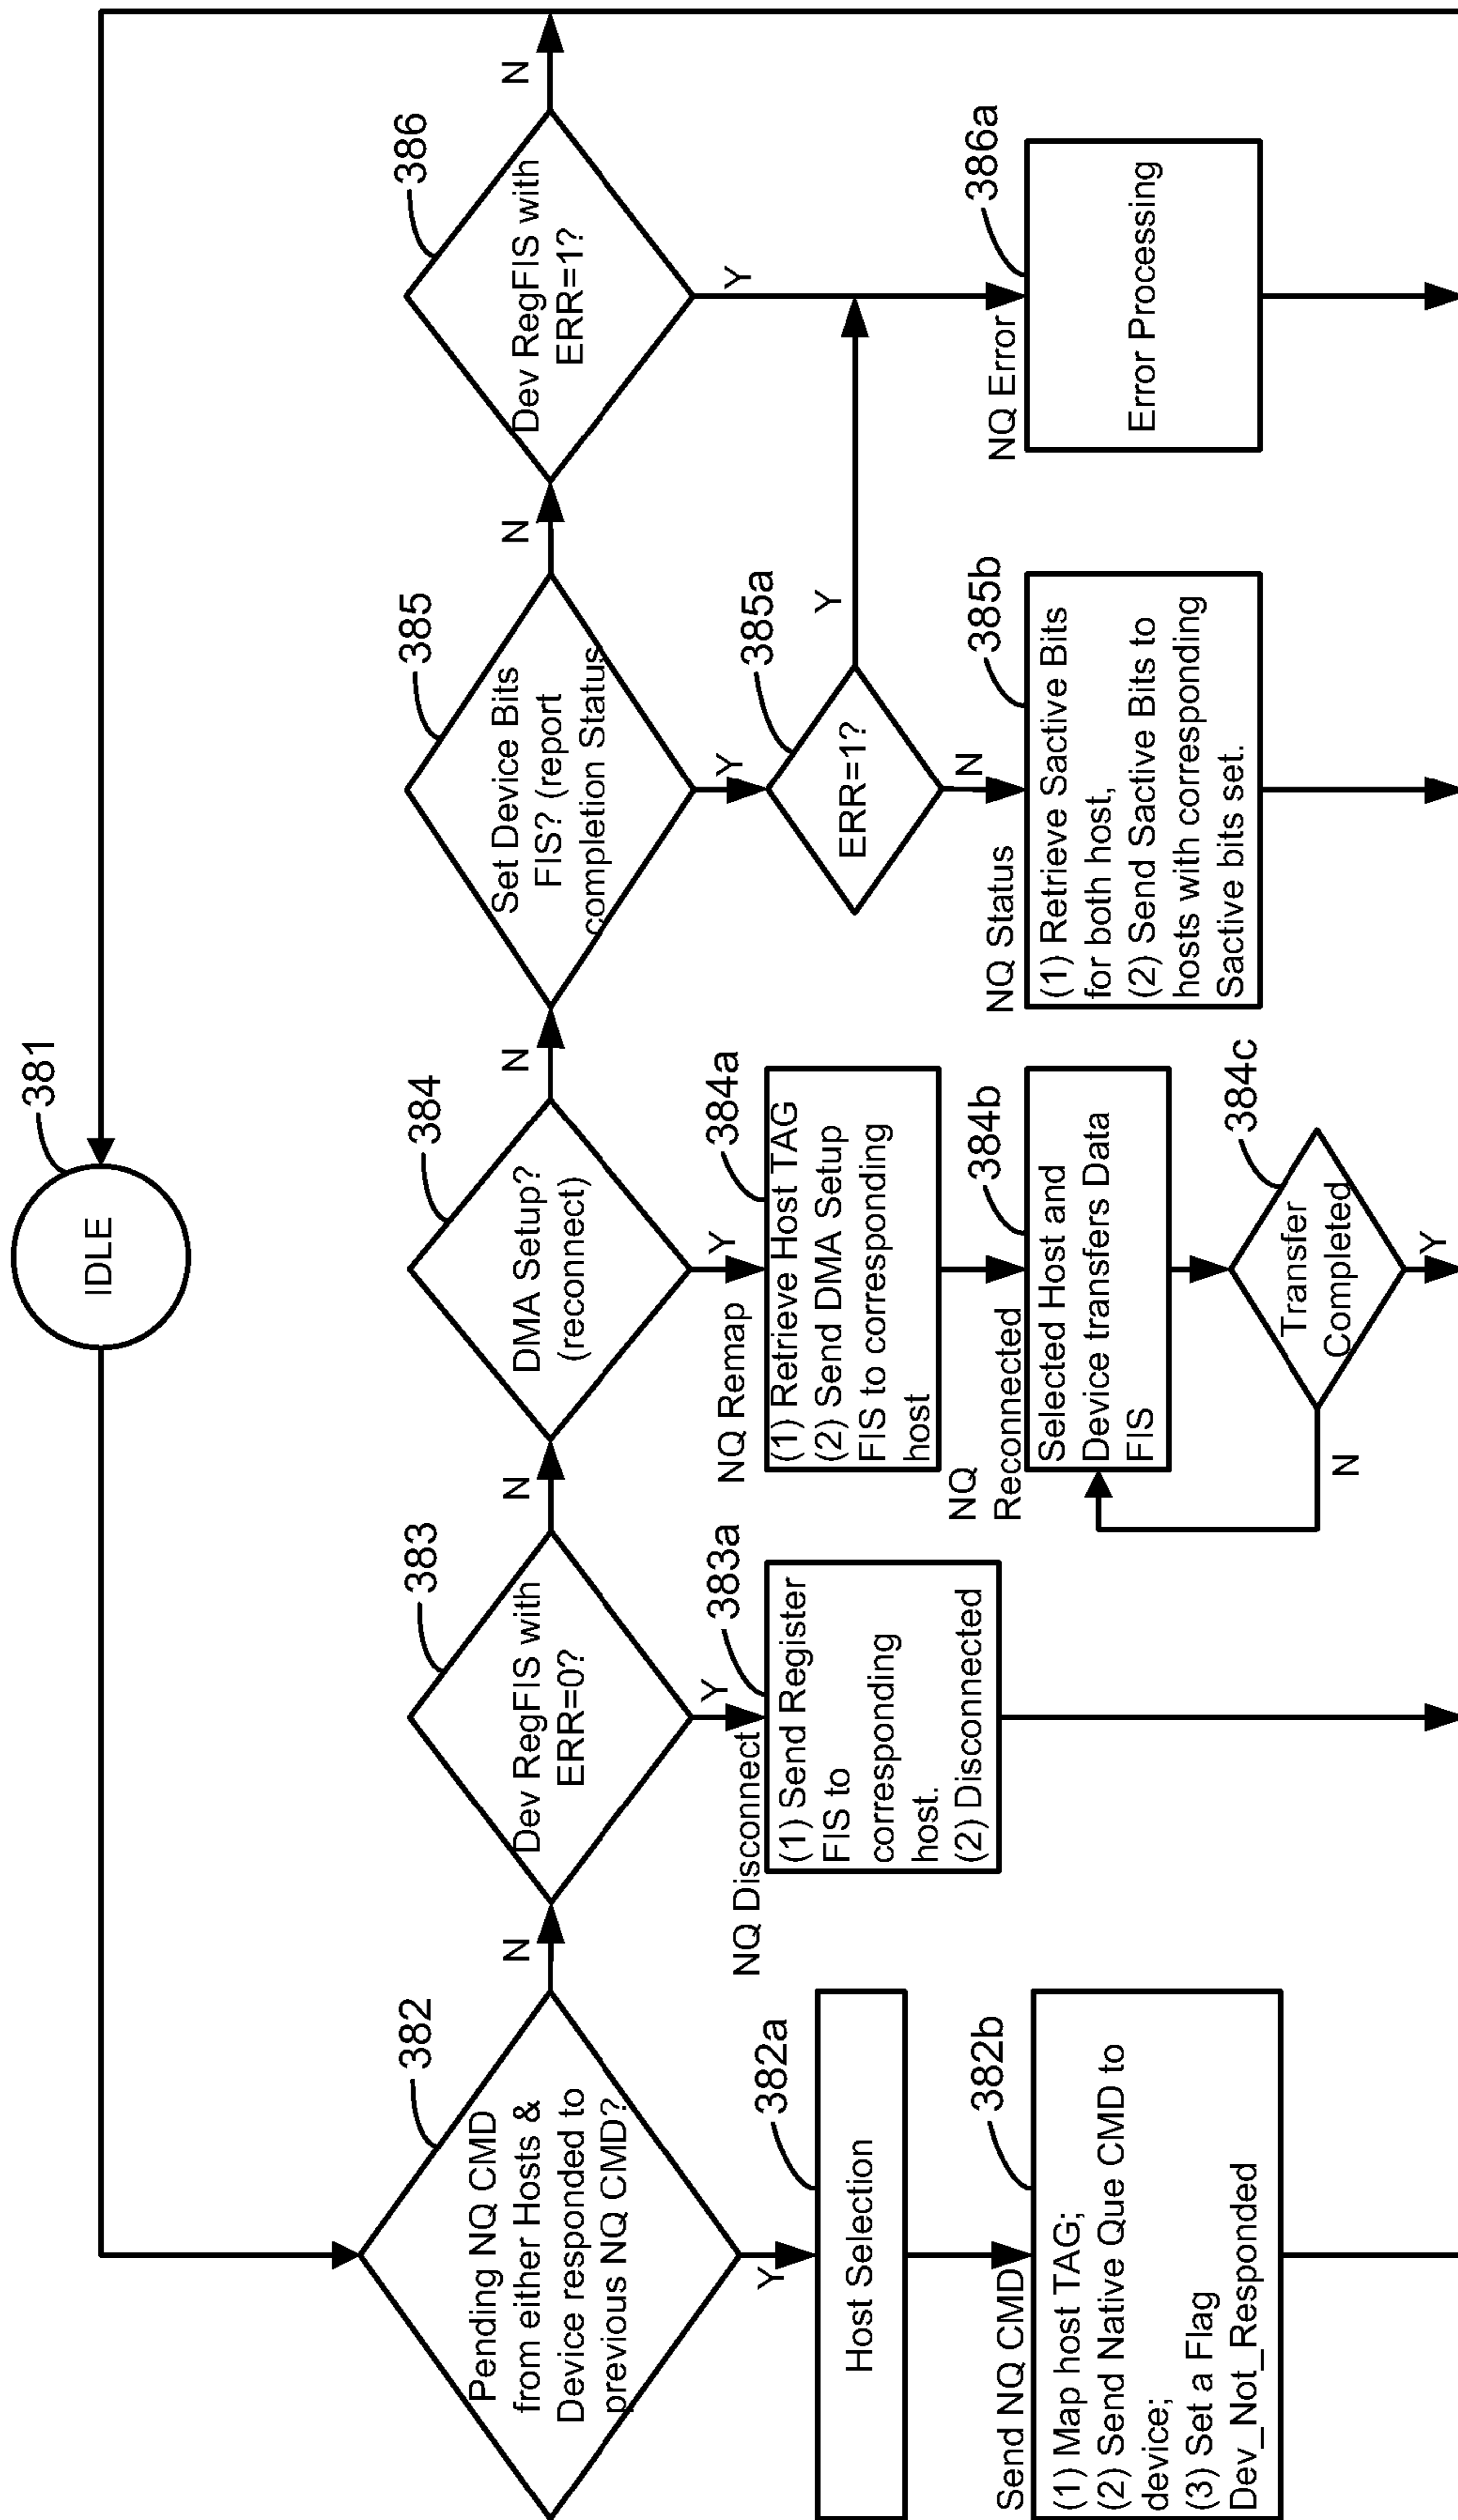 IDLE
381
Pending NQ CMD
from either Hosts &
Device responded to
previous NQ CMD?
382
N
Y
Host Selection
382a
Send NQ CMD
382b
(1) Map host TAG;
(2) Send Native Que CMD to
device;
(3) Set a Flag
Dev_Not_Responded
Dev RegFIS with
ERR=0?
383
N
Y
NQ Disconnect
383a
(1) Send Register
FIS to
corresponding
host.
(2) Disconnected
DMA Setup?
(reconnect)
384
N
Y
NQ Remap
384a
(1) Retrieve Host TAG
(2) Send DMA Setup
FIS to corresponding
host
NQ
Reconnected
384b
Selected Host and
Device transfers Data
FIS
384c
Transfer
Completed
N
Y
Set Device Bits
FIS? (report
completion Status
385
N
Y
385a
ERR=1?
Y
N
NQ Status
385b
(1) Retrieve Sactive Bits
for both host,
(2) Send Sactive Bits to
hosts with corresponding
Sactive bits set.
Dev RegFIS with
ERR=1?
386
N
Y
NQ Error
386a
Error Processing